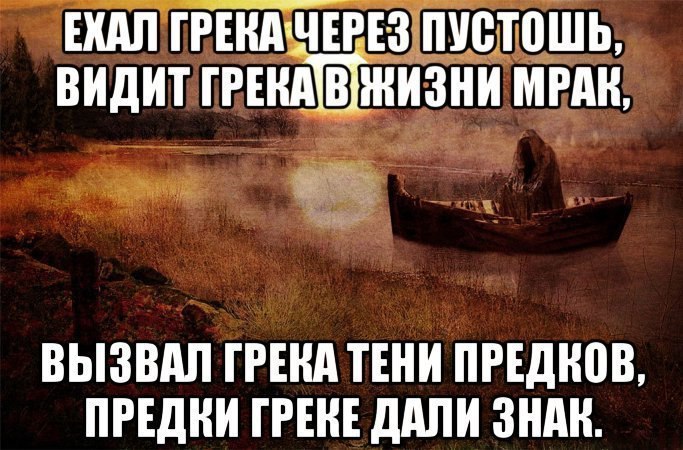 ЕХАЛ ГРЕКА ЧЕРЕЗ ПУСТОШЬ,
ВИДИТ ГРЕКА В ЖИЗНИ МРАК,
ВЫЗВАЛ ГРЕКА ТЕНИ ПРЕДКОВ,
ПРЕДКИ ГРЕКЕ ДАЛИ ЗНАК.